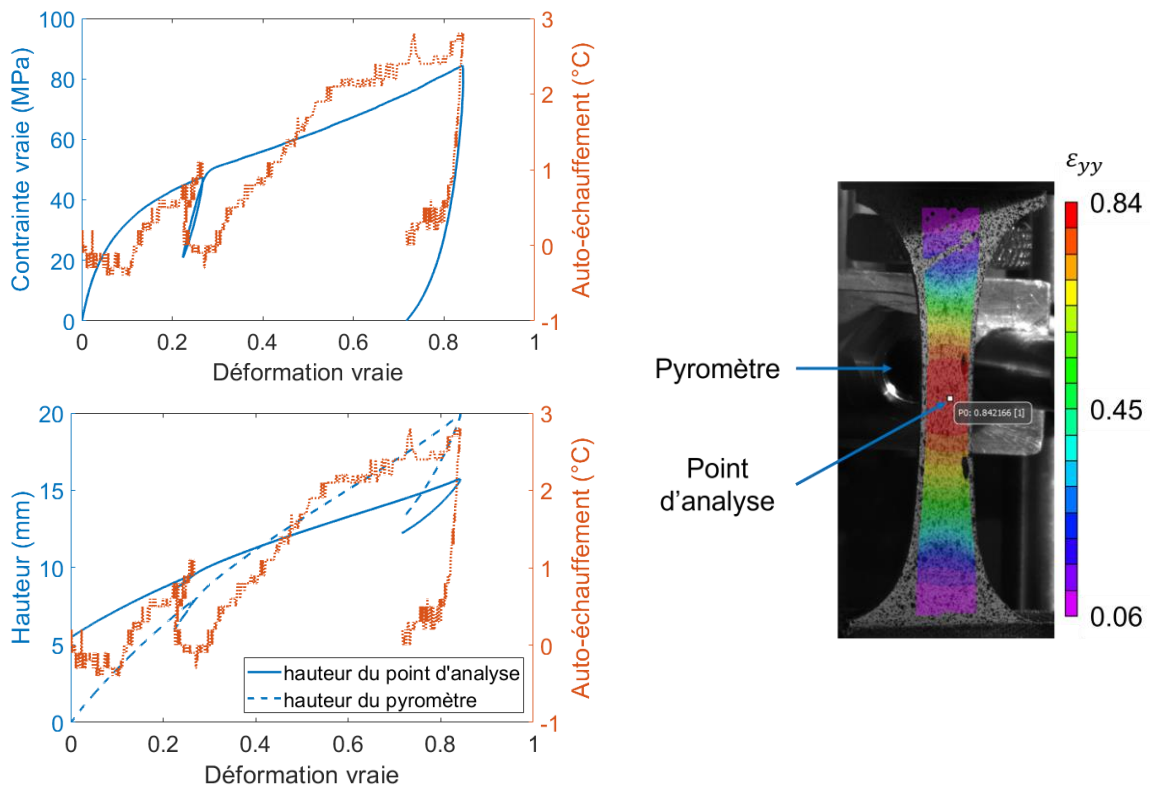 100
80
60
40
20
0
Contrainte vraie (MPa)
3
2
1
0
-1
Auto-échauffement (°C)
0 0.2 0.4 0.6 0.8 1
Déformation vraie
20
15
10
5
0
Hauteur (mm)
3
2
1
0
-1
Auto-échauffement (°C)
hauteur du point d'analyse
hauteur du pyromètre
0 0.2 0.4 0.6 0.8 1
Déformation vraie
Pyromètre
Point
d'analyse
P0: 0.842166 [1]
εyy
0.84
0.45
0.06